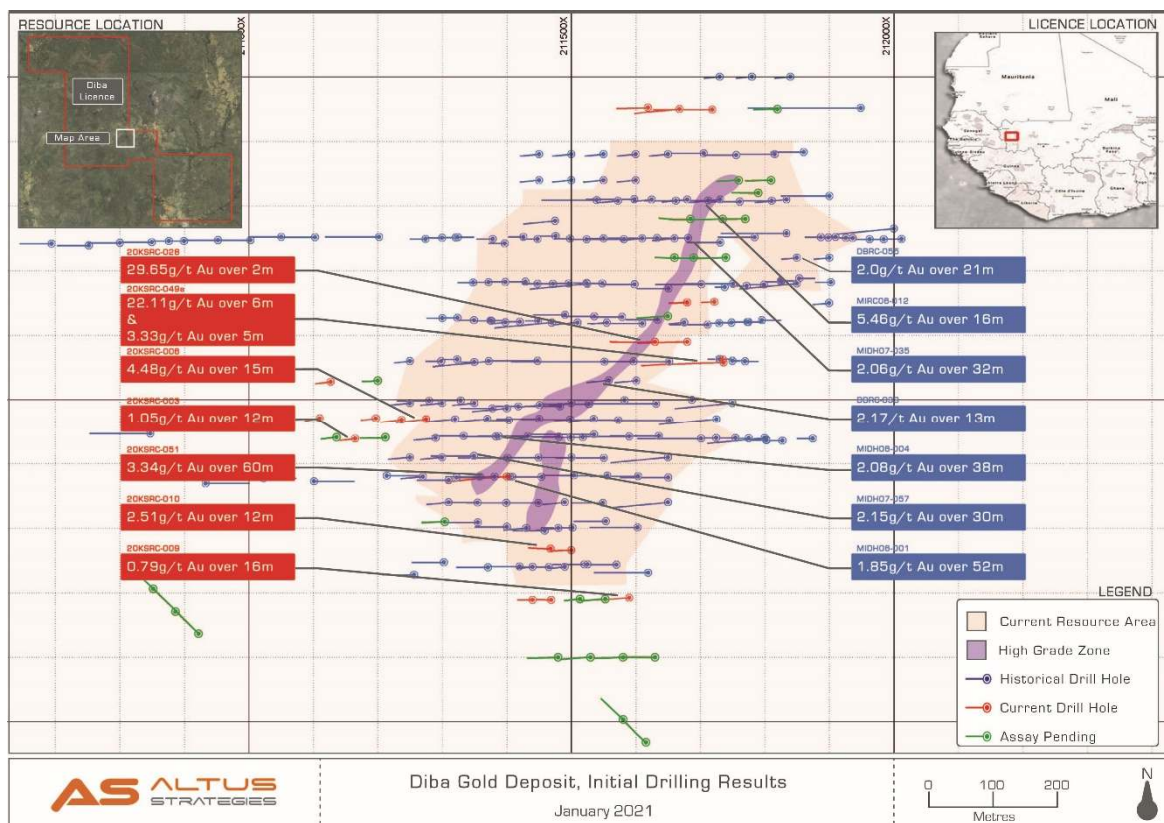 RESOURCE LOCATION
Diba
Licence
Map Area
211500X
212000X
LICENCE LOCATION
Mauritania
Mali
20KSRC-028
29.65g/t Au over 2m
20KSRC-049e
22.11g/t Au over 6m
&
3.33g/t Au over 5m
20KSRC-006
4.48g/t Au over 15m
20KSRC-003
1.05g/t Au over 12m
20KSRC-051
3.34g/t Au over 60m
20KSRC-010
2.51g/t Au over 12m
20KSRC-009
0.79g/t Au over 16m
DBRC-055
2.0g/t Au over 21m
MIRC08-012
5.46g/t Au over 16m
MIDH07-035
2.06g/t Au over 32m
2.17/t Au over 13m
MIDH08-004
2.08g/t Au over 38m
MIDH07-057
2.15g/t Au over 30m
MIDH08-001
1.85g/t Au over 52m
LEGEND
Current Resource Area
High Grade Zone
Historical Drill Hole
Current Drill Hole
Assay Pending
AS ALTUS
STRATEGIES
Diba Gold Deposit, Initial Drilling Results
January 2021
0 100 200
Metres
N